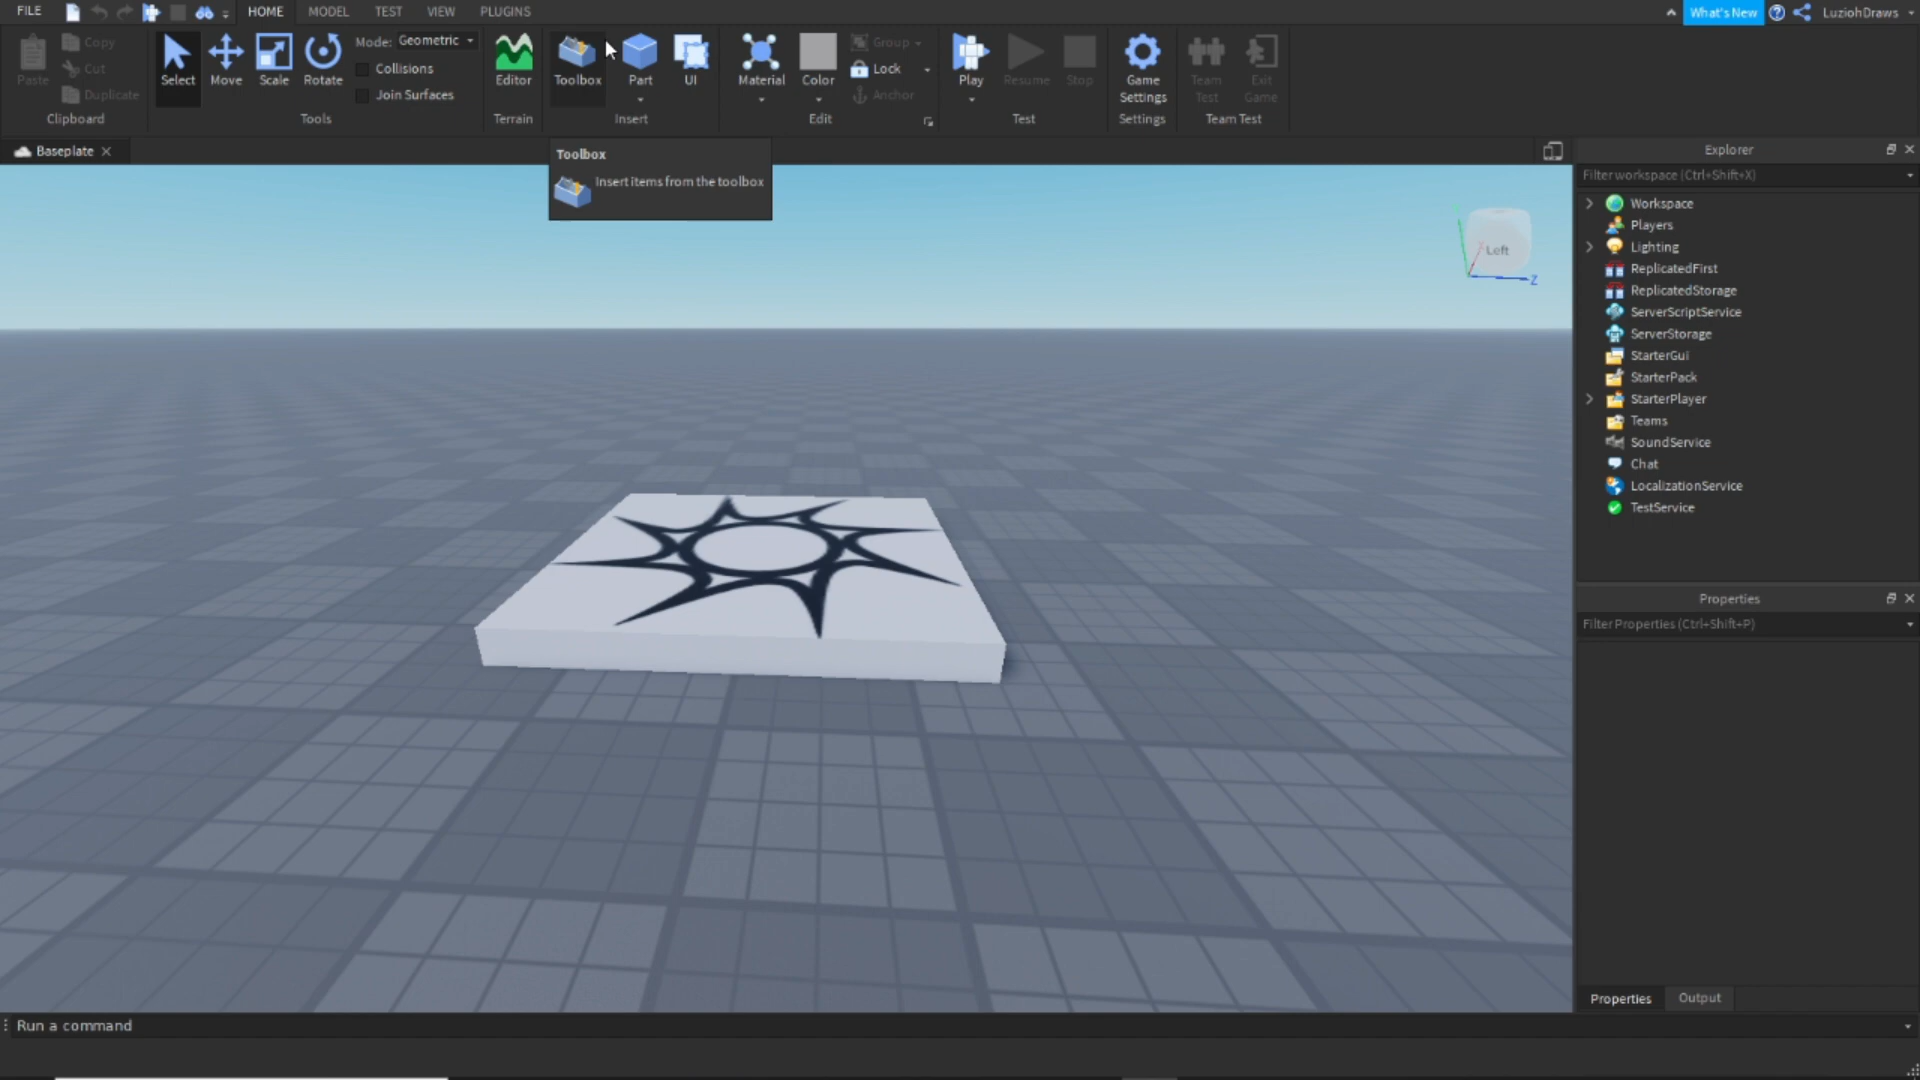 FILE HOME MODEL TEST VIEW PLUGINS What's New LuziohDraws
Paste Copy Cut Duplicate
Clipboard
Select Move Scale Rotate
Mode: Geometric
Collisions
Join Surfaces
Tools
Editor
Terrain
Toolbox Part UI
Insert
Material Color
Group
Lock
Anchor
Edit
Play Resume Stop
Test
Game
Settings
Settings
Team
Test
Exit
Game
Team Test
Baseplate
Toolbox
Insert items from the toolbox
Left
Z
Explorer
Filter workspace (Ctrl+Shift+X)
Workspace
Players
Lighting
ReplicatedFirst
ReplicatedStorage
ServerScriptService
ServerStorage
StarterGui
StarterPack
StarterPlayer
Teams
SoundService
Chat
LocalizationService
TestService
Properties
Filter Properties (Ctrl+Shift+P)
Properties Output
Run a command